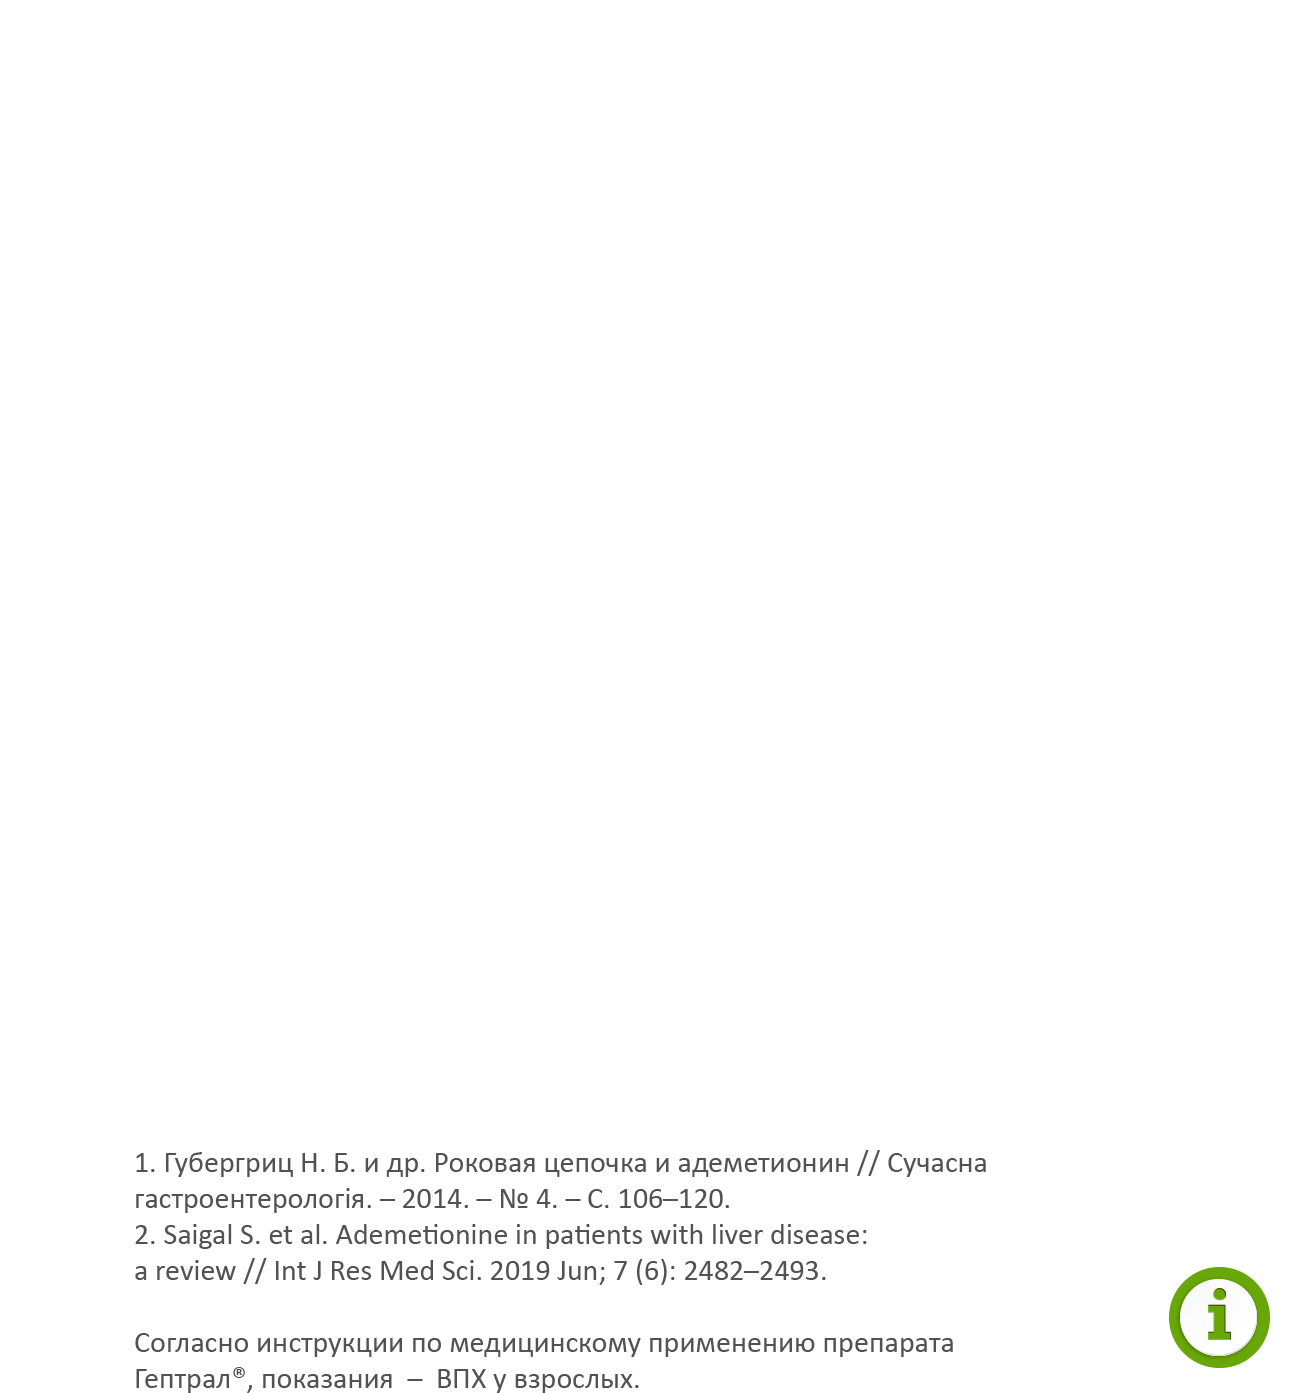 1. Губергриц Н. Б. и др. Роковая цепочка и адеметионин // Сучасна
гастроентерологія. – 2014. – № 4. – С. 106–120.
2. Saigal S. et al. Ademetionine in patients with liver disease:
a review // Int J Res Med Sci. 2019 Jun; 7 (6): 2482–2493.
Согласно инструкции по медицинскому применению препарата
Гептрал®, показания – ВПХ у взрослых.
i